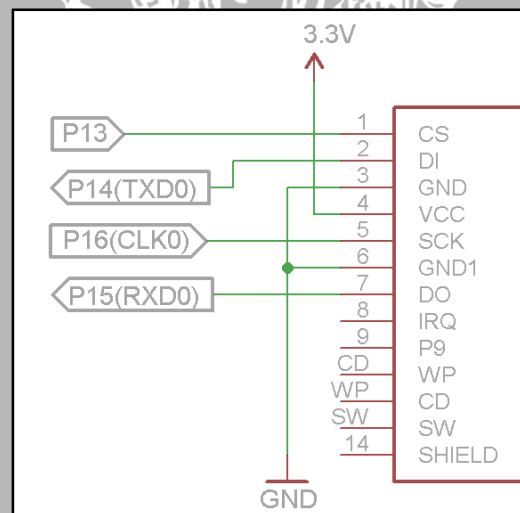 3.3V
P13 1 CS
P14(TXD0) 2 DI
3 GND
4 VCC
P16(CLK0) 5 SCK
6 GND1
P15(RXD0) 7 DO
8 IRQ
9 P9
CD WP
WP CD
SW SW
14 SHIELD
GND